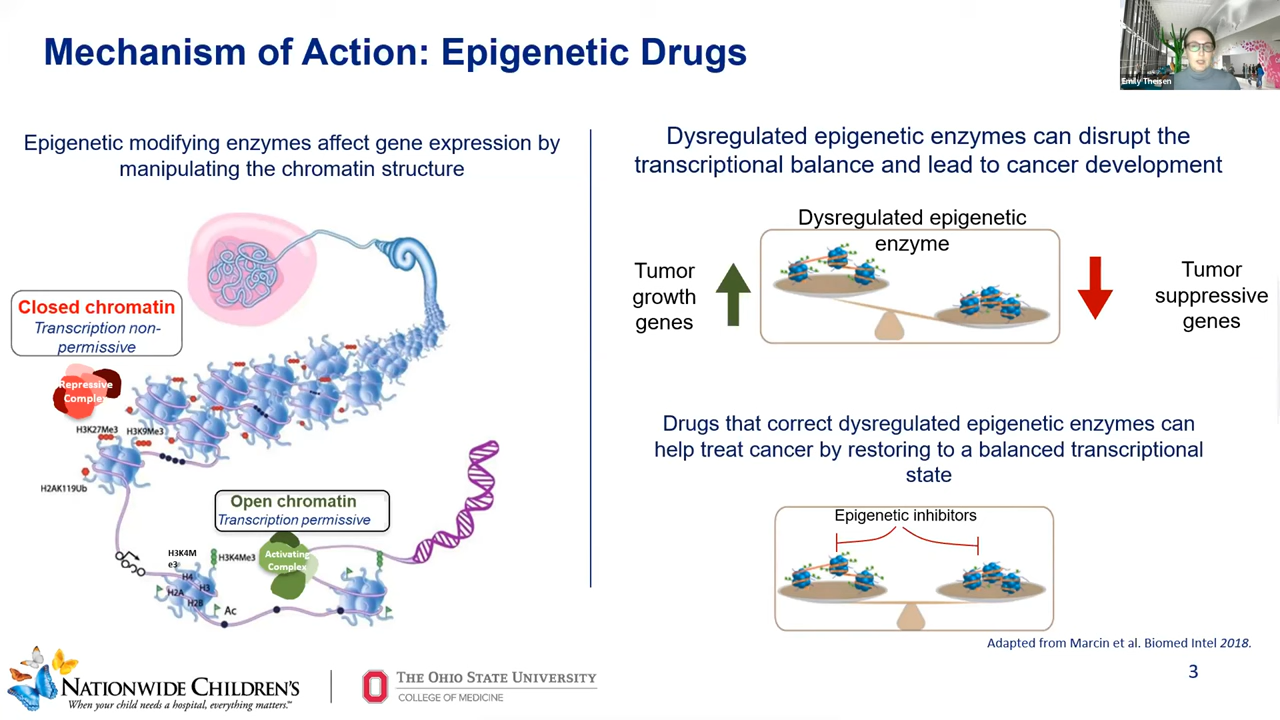 Mechanism of Action: Epigenetic Drugs
Emily Theisen
Epigenetic modifying enzymes affect gene expression by
manipulating the chromatin structure
Closed chromatin
Transcription non-
permissive
Repressive
Complex
H3K27Me3
H3K9Me3
H2AK119Ub
Open chromatin
Transcription permissive
H3K4M
e3
H3K4Me3
Activating
Complex
H4
H3
H2A
H2B
Ac
Dysregulated epigenetic enzymes can disrupt the
transcriptional balance and lead to cancer development
Dysregulated epigenetic
enzyme
Tumor
growth
genes
Tumor
suppressive
genes
Drugs that correct dysregulated epigenetic enzymes can
help treat cancer by restoring to a balanced transcriptional
state
Epigenetic inhibitors
Adapted from Marcin et al. Biomed Intel 2018.
NATIONWIDE CHILDREN'S
When your child needs a hospital, everything matters.™
THE OHIO STATE UNIVERSITY
COLLEGE OF MEDICINE
3